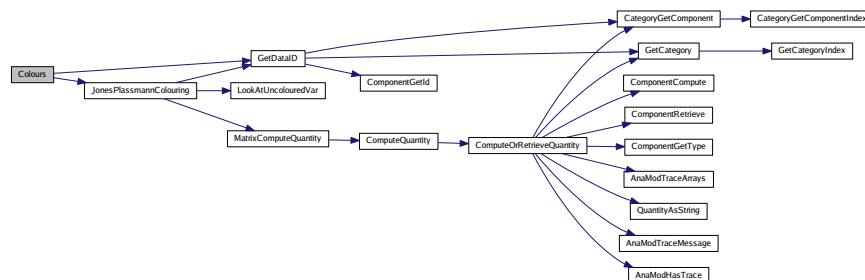 CategoryGetComponent
CategoryGetComponentIndex
GetCategory
GetCategoryIndex
GetDataID
Colours
ComponentGetId
ComponentCompute
JonesPlassmannColouring
LookAtUncolouredVar
ComponentRetrieve
MatrixComputeQuantity
ComputeQuantity
ComputeOrRetrieveQuantity
ComponentGetType
AnaModTraceArrays
QuantityAsString
AnaModTraceMessage
AnaModHasTrace